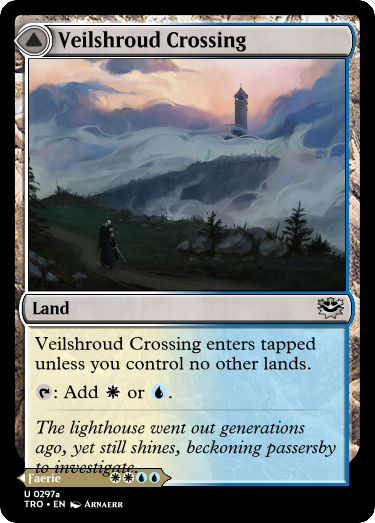 Veilshroud Crossing
Land
Veilshroud Crossing enters tapped
unless you control no other lands.
: Add or .
The lighthouse went out generations
ago, yet still shines, beckoning passersby
to investigate.
Faerie
U 0297a
TRO • EN Arnaerr